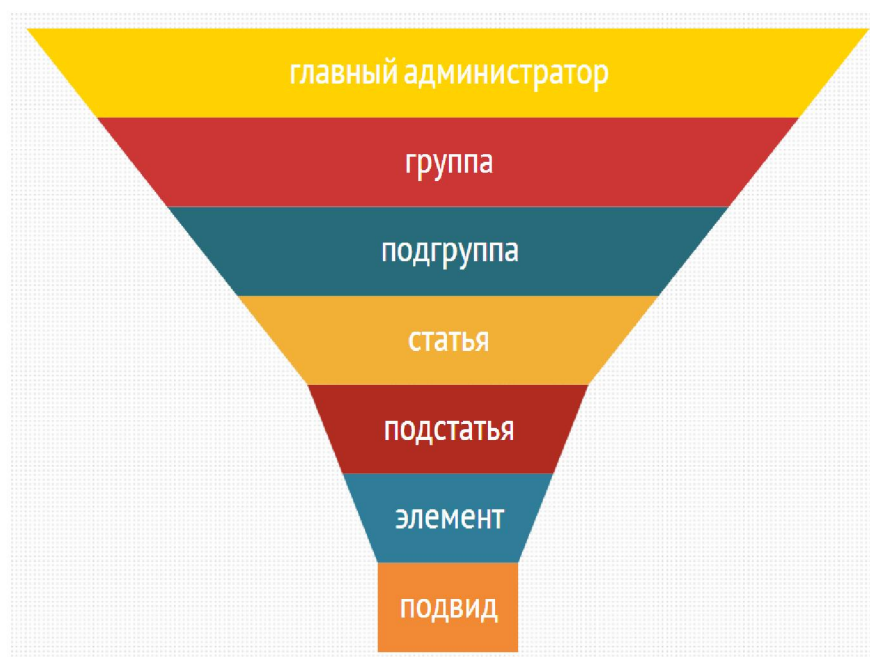 главный администратор
группа
подгруппа
статья
подстатья
элемент
подвид